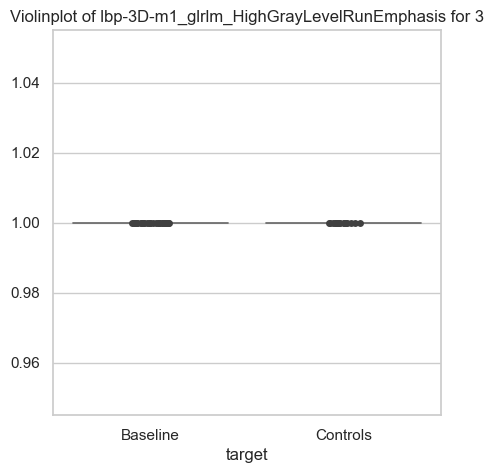 Violinplot of lbp-3D-m1_glrlm_HighGrayLevelRunEmphasis for 3
1.04
1.02
1.00
0.98
0.96
Baseline Controls
target